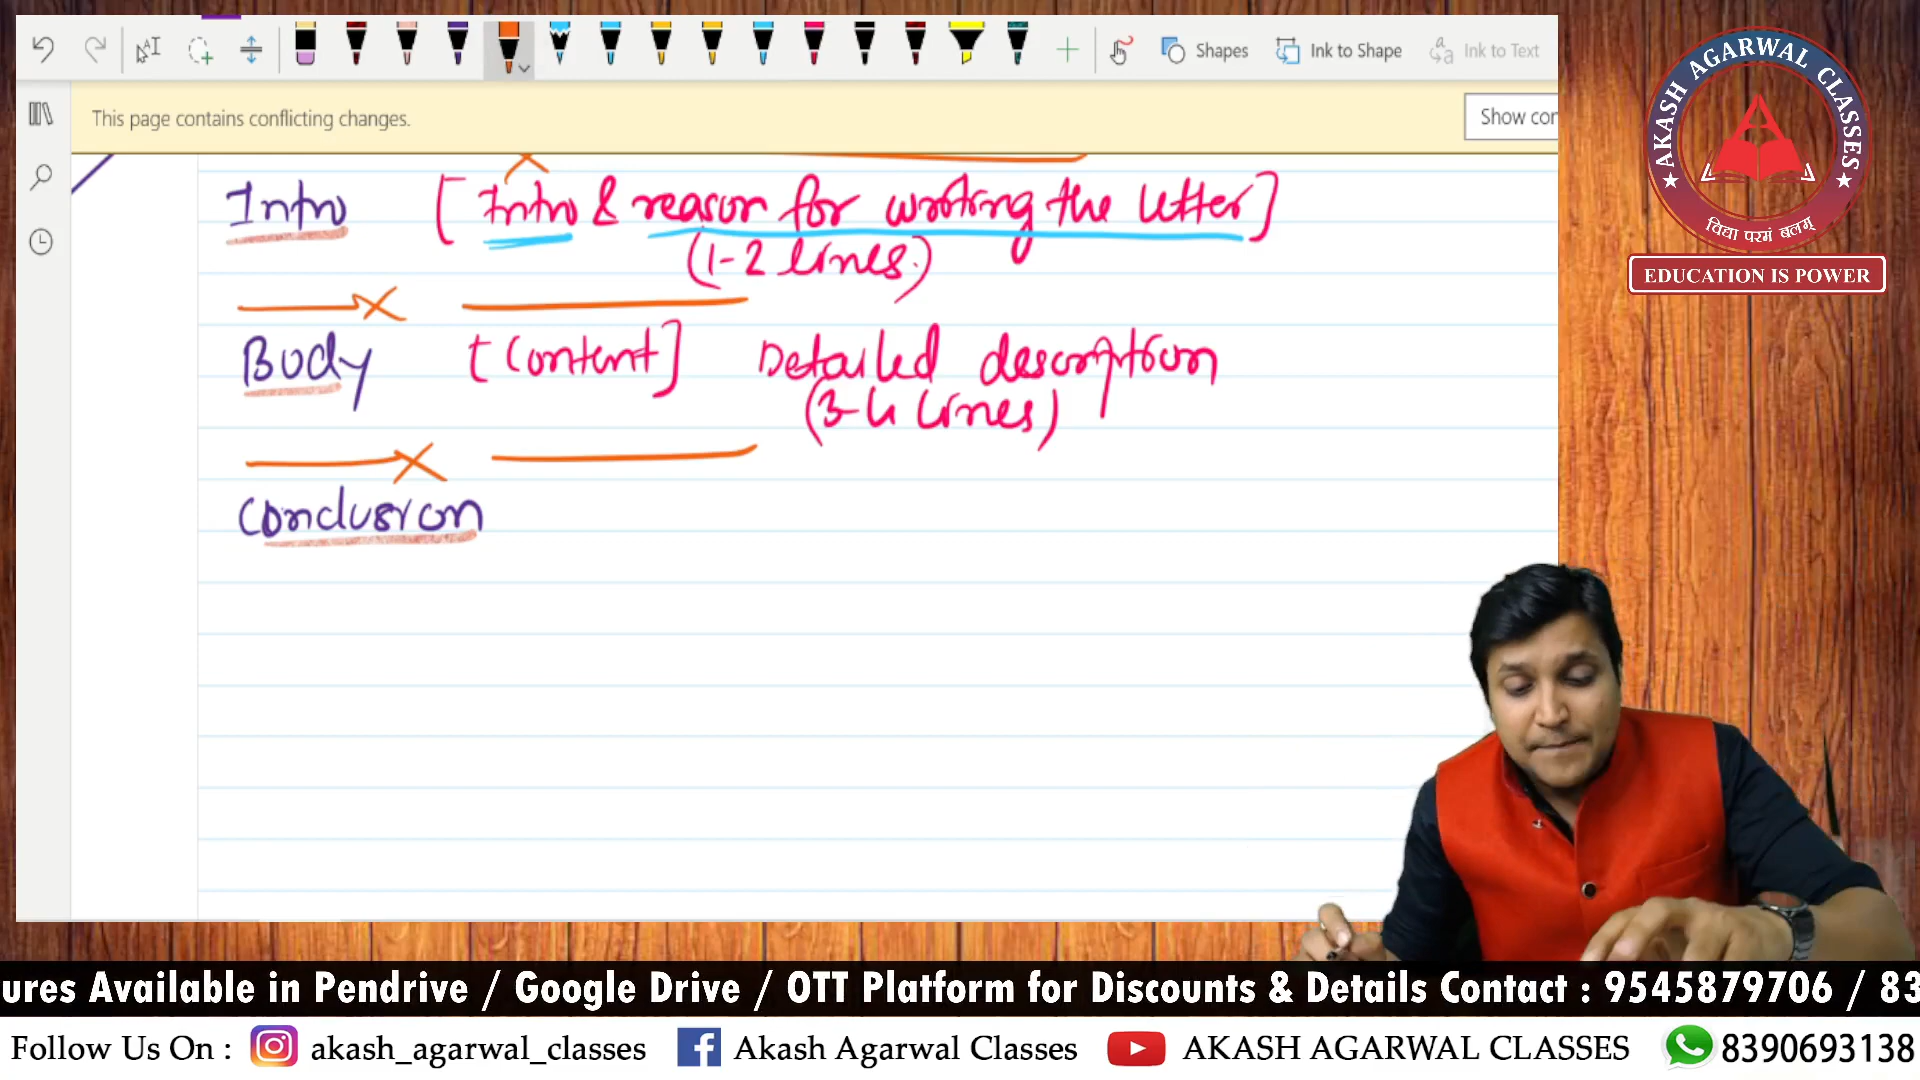 Shapes
Ink to Shape
Ink to Text
This page contains conflicting changes.
Show con
Intro [Intro & reason for writing the letter]
(1-2 lines.)
Body [Content] Detailed description
(3-4 lines)
Conclusion
AKASH AGARWAL CLASSES
विद्या परमं बलम्
EDUCATION IS POWER
ures Available in Pendrive / Google Drive / OTT Platform for Discounts & Details Contact : 9545879706 / 83
Follow Us On : akash_agarwal_classes Akash Agarwal Classes AKASH AGARWAL CLASSES 8390693138